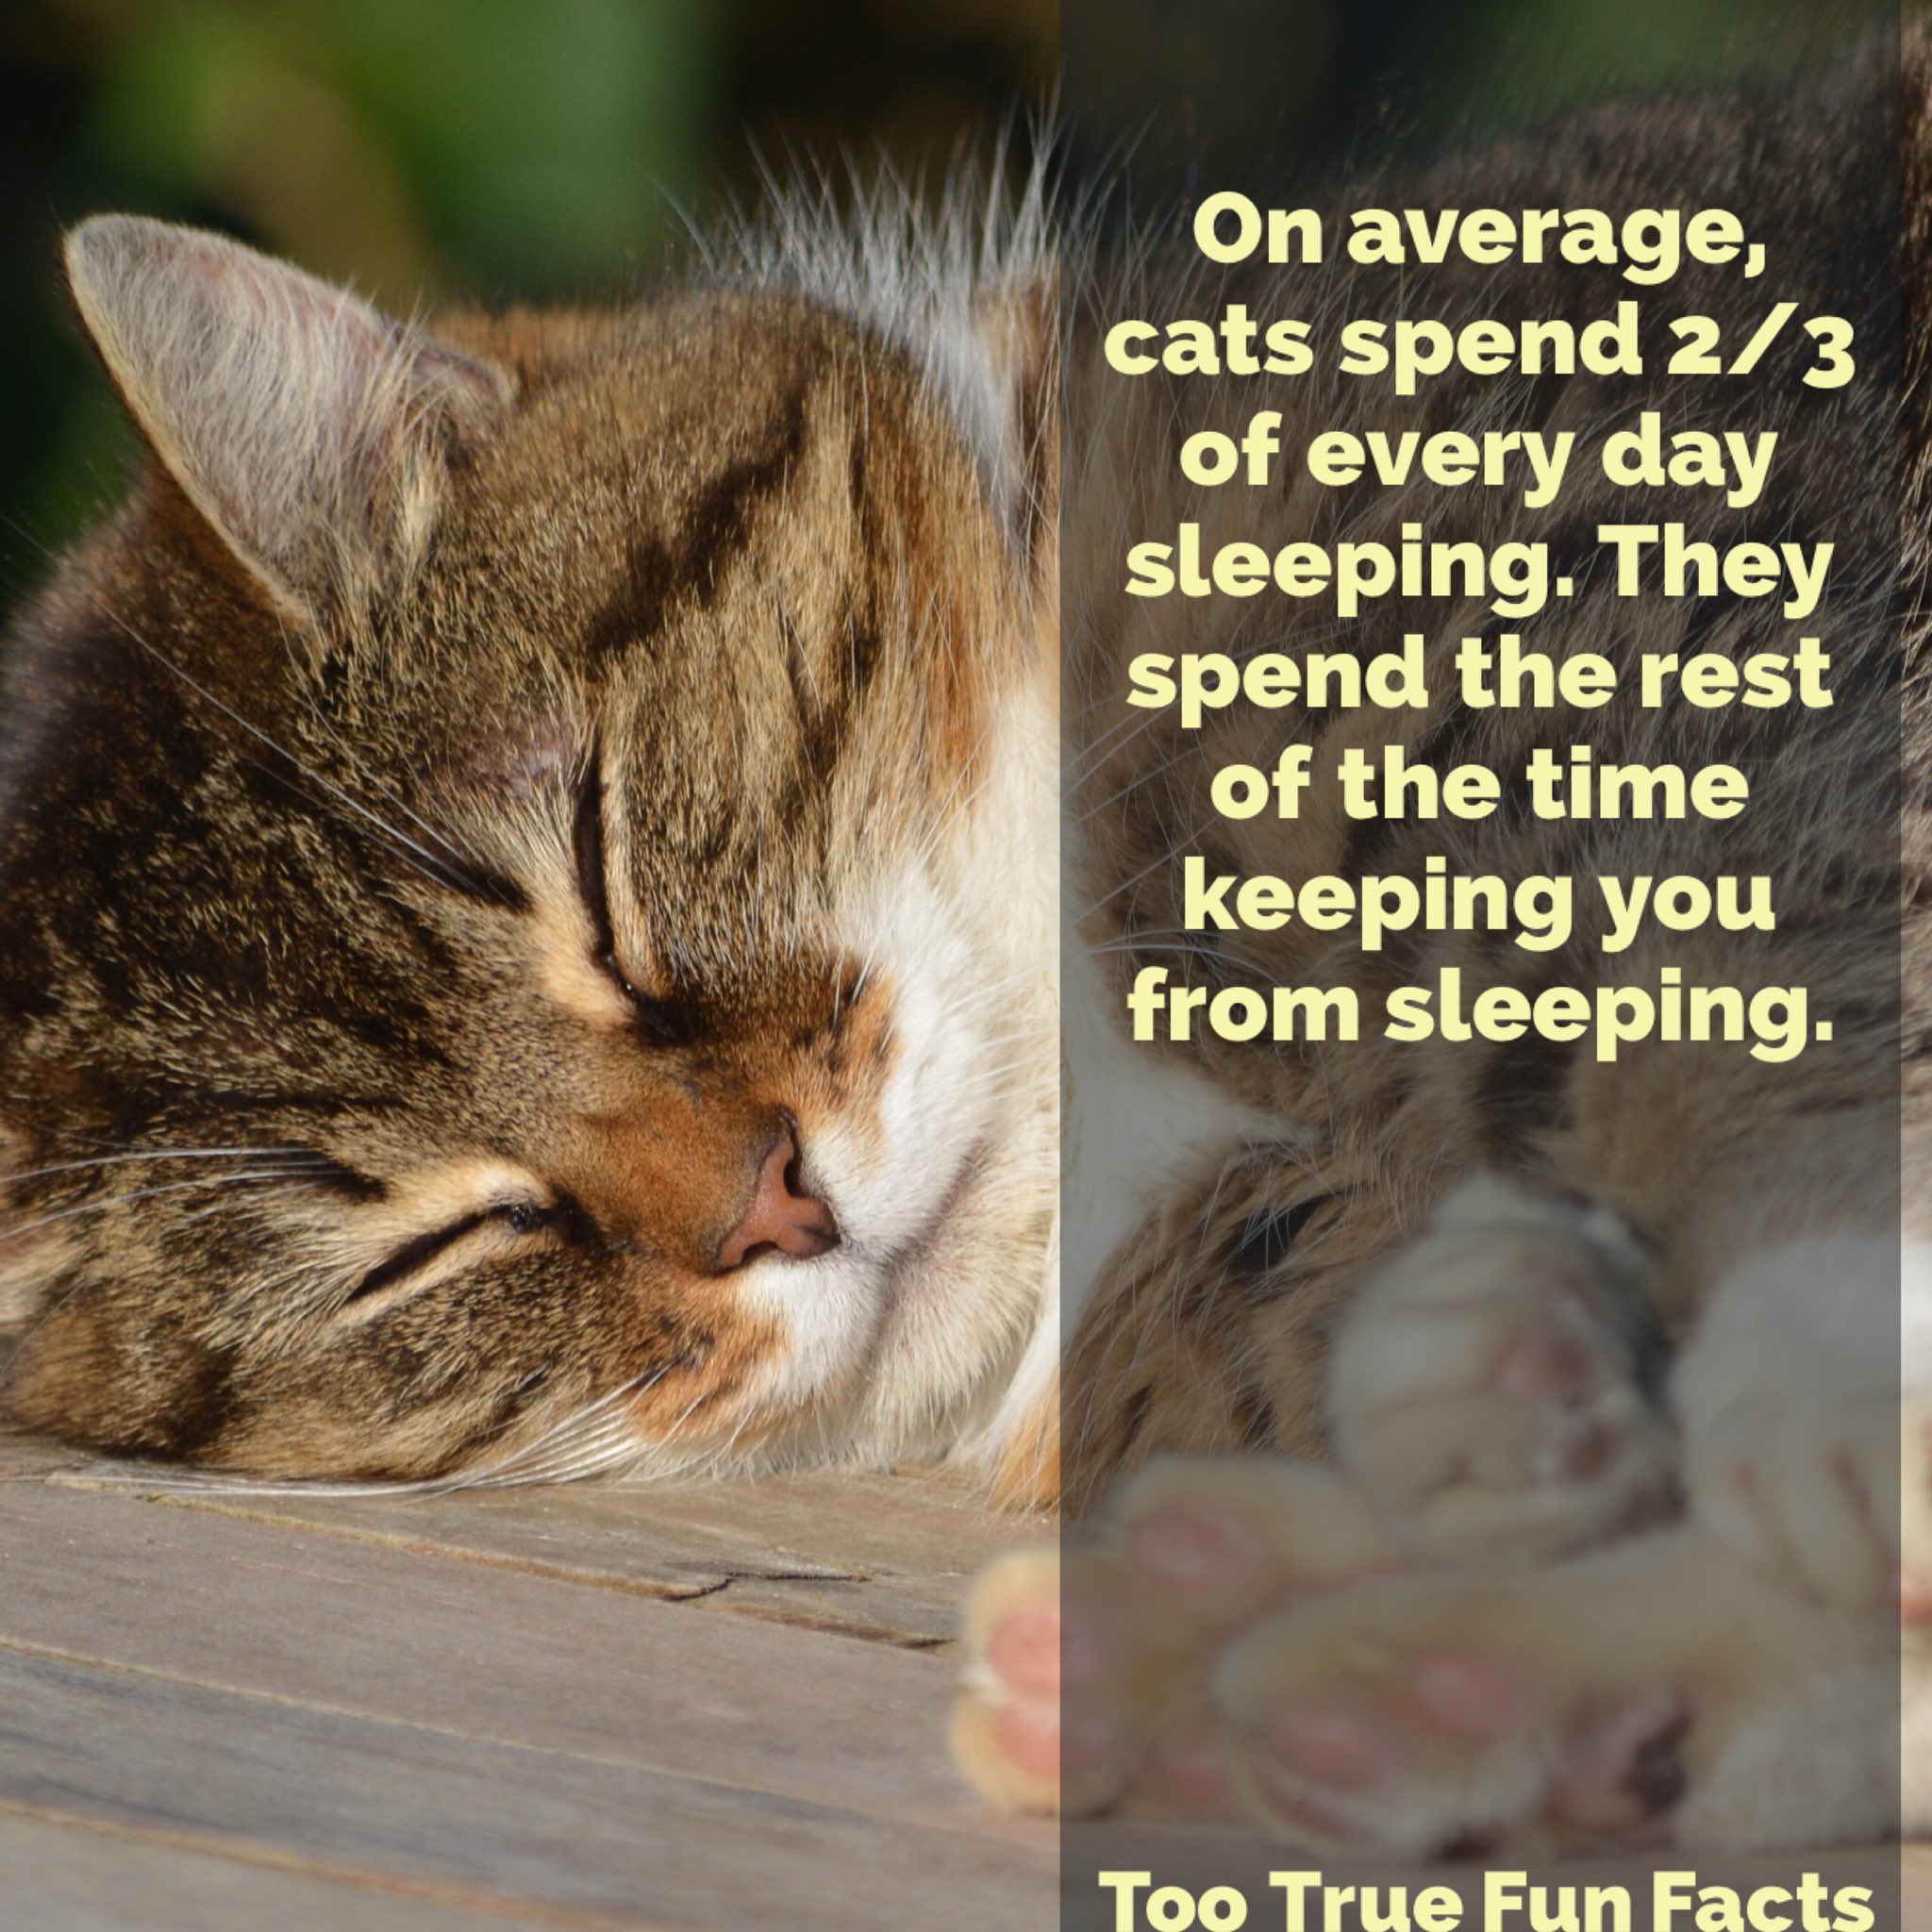 On average,
cats spend 2/3
of every day
sleeping. They
spend the rest
of the time
keeping you
from sleeping.
Too True Fun Facts